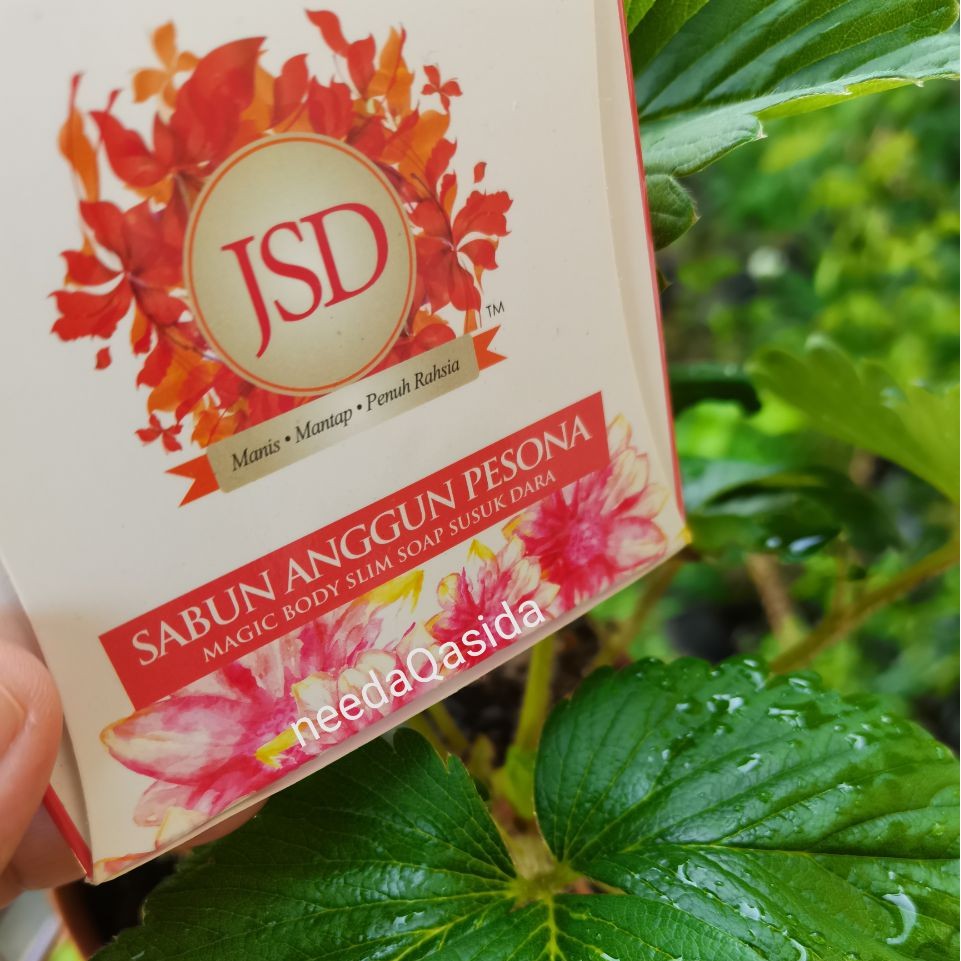 JSD
TM
Manis • Mantap • Penuh Rahsia
SABUN ANGGUN PESONA
MAGIC BODY SLIM SOAP SUSUK DARA
needaQasida